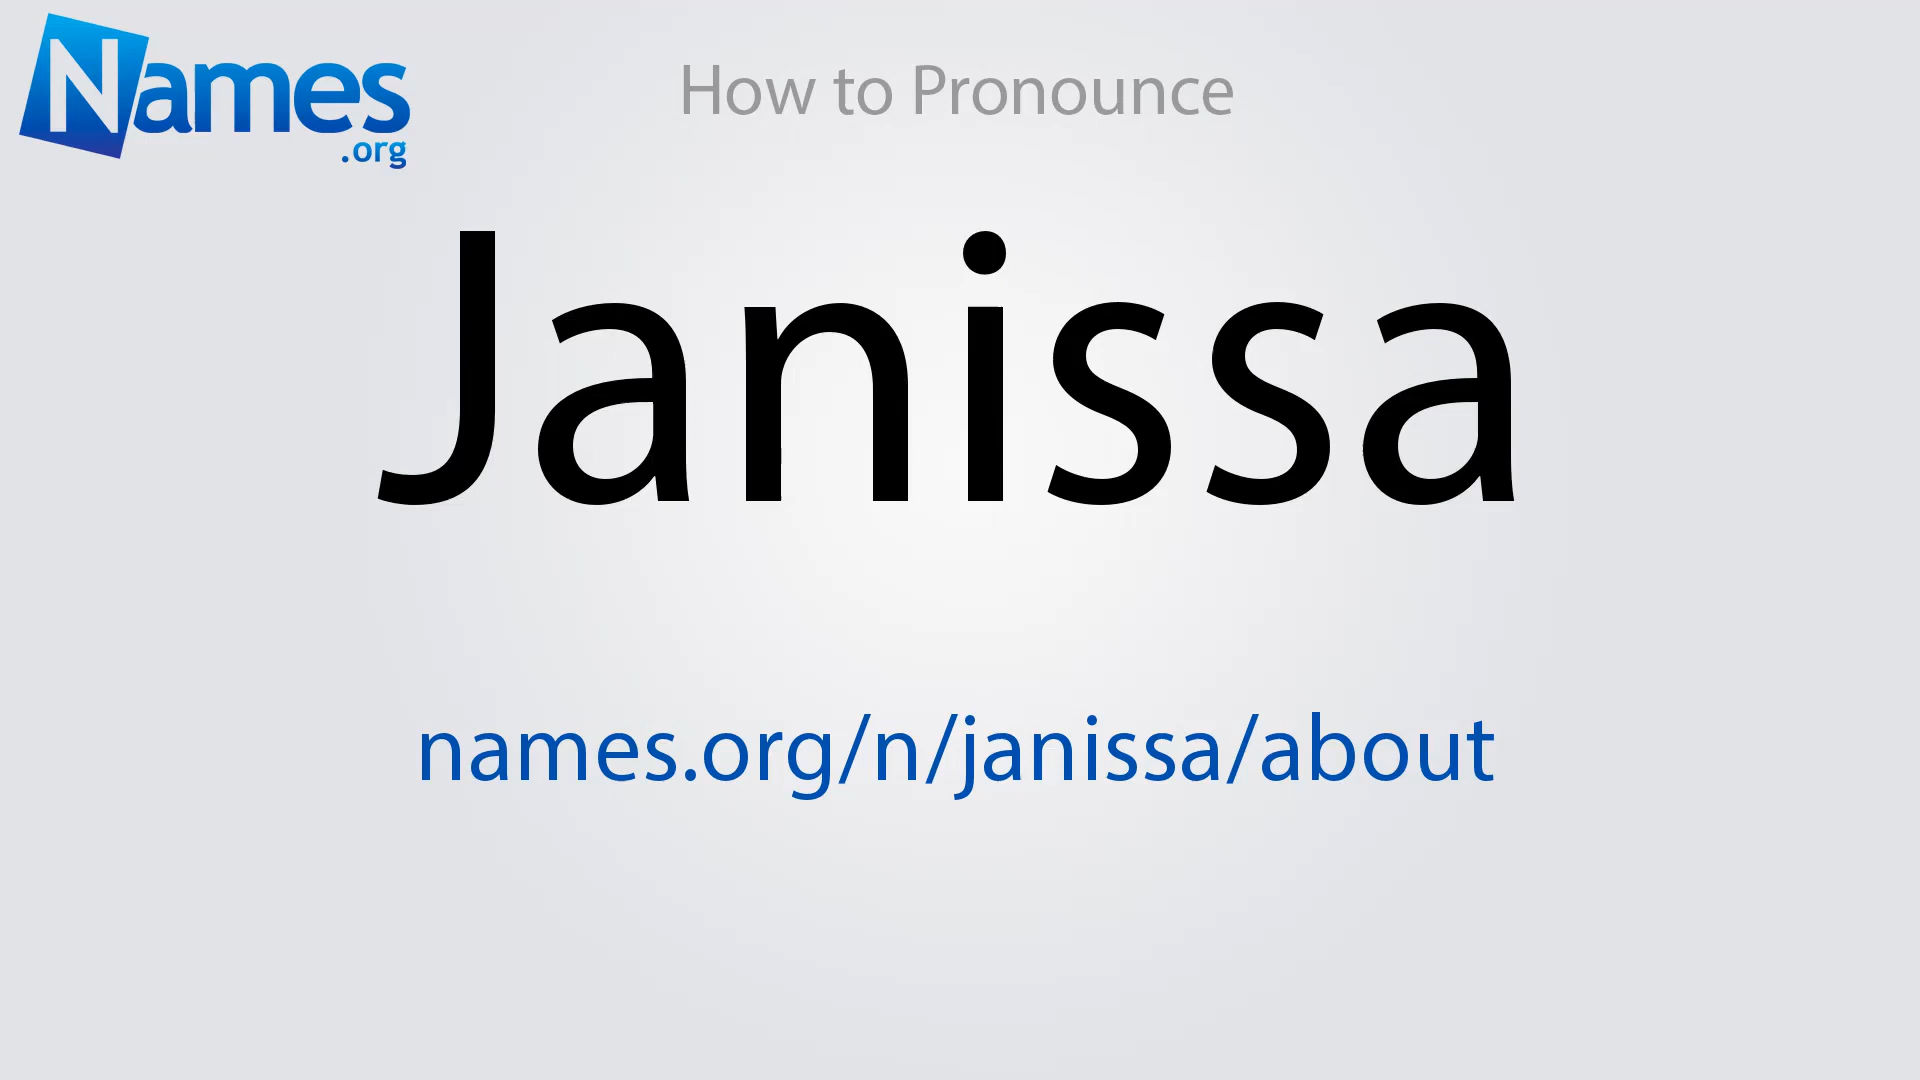 Names
.org
How to Pronounce
Janissa
names.org/n/janissa/about